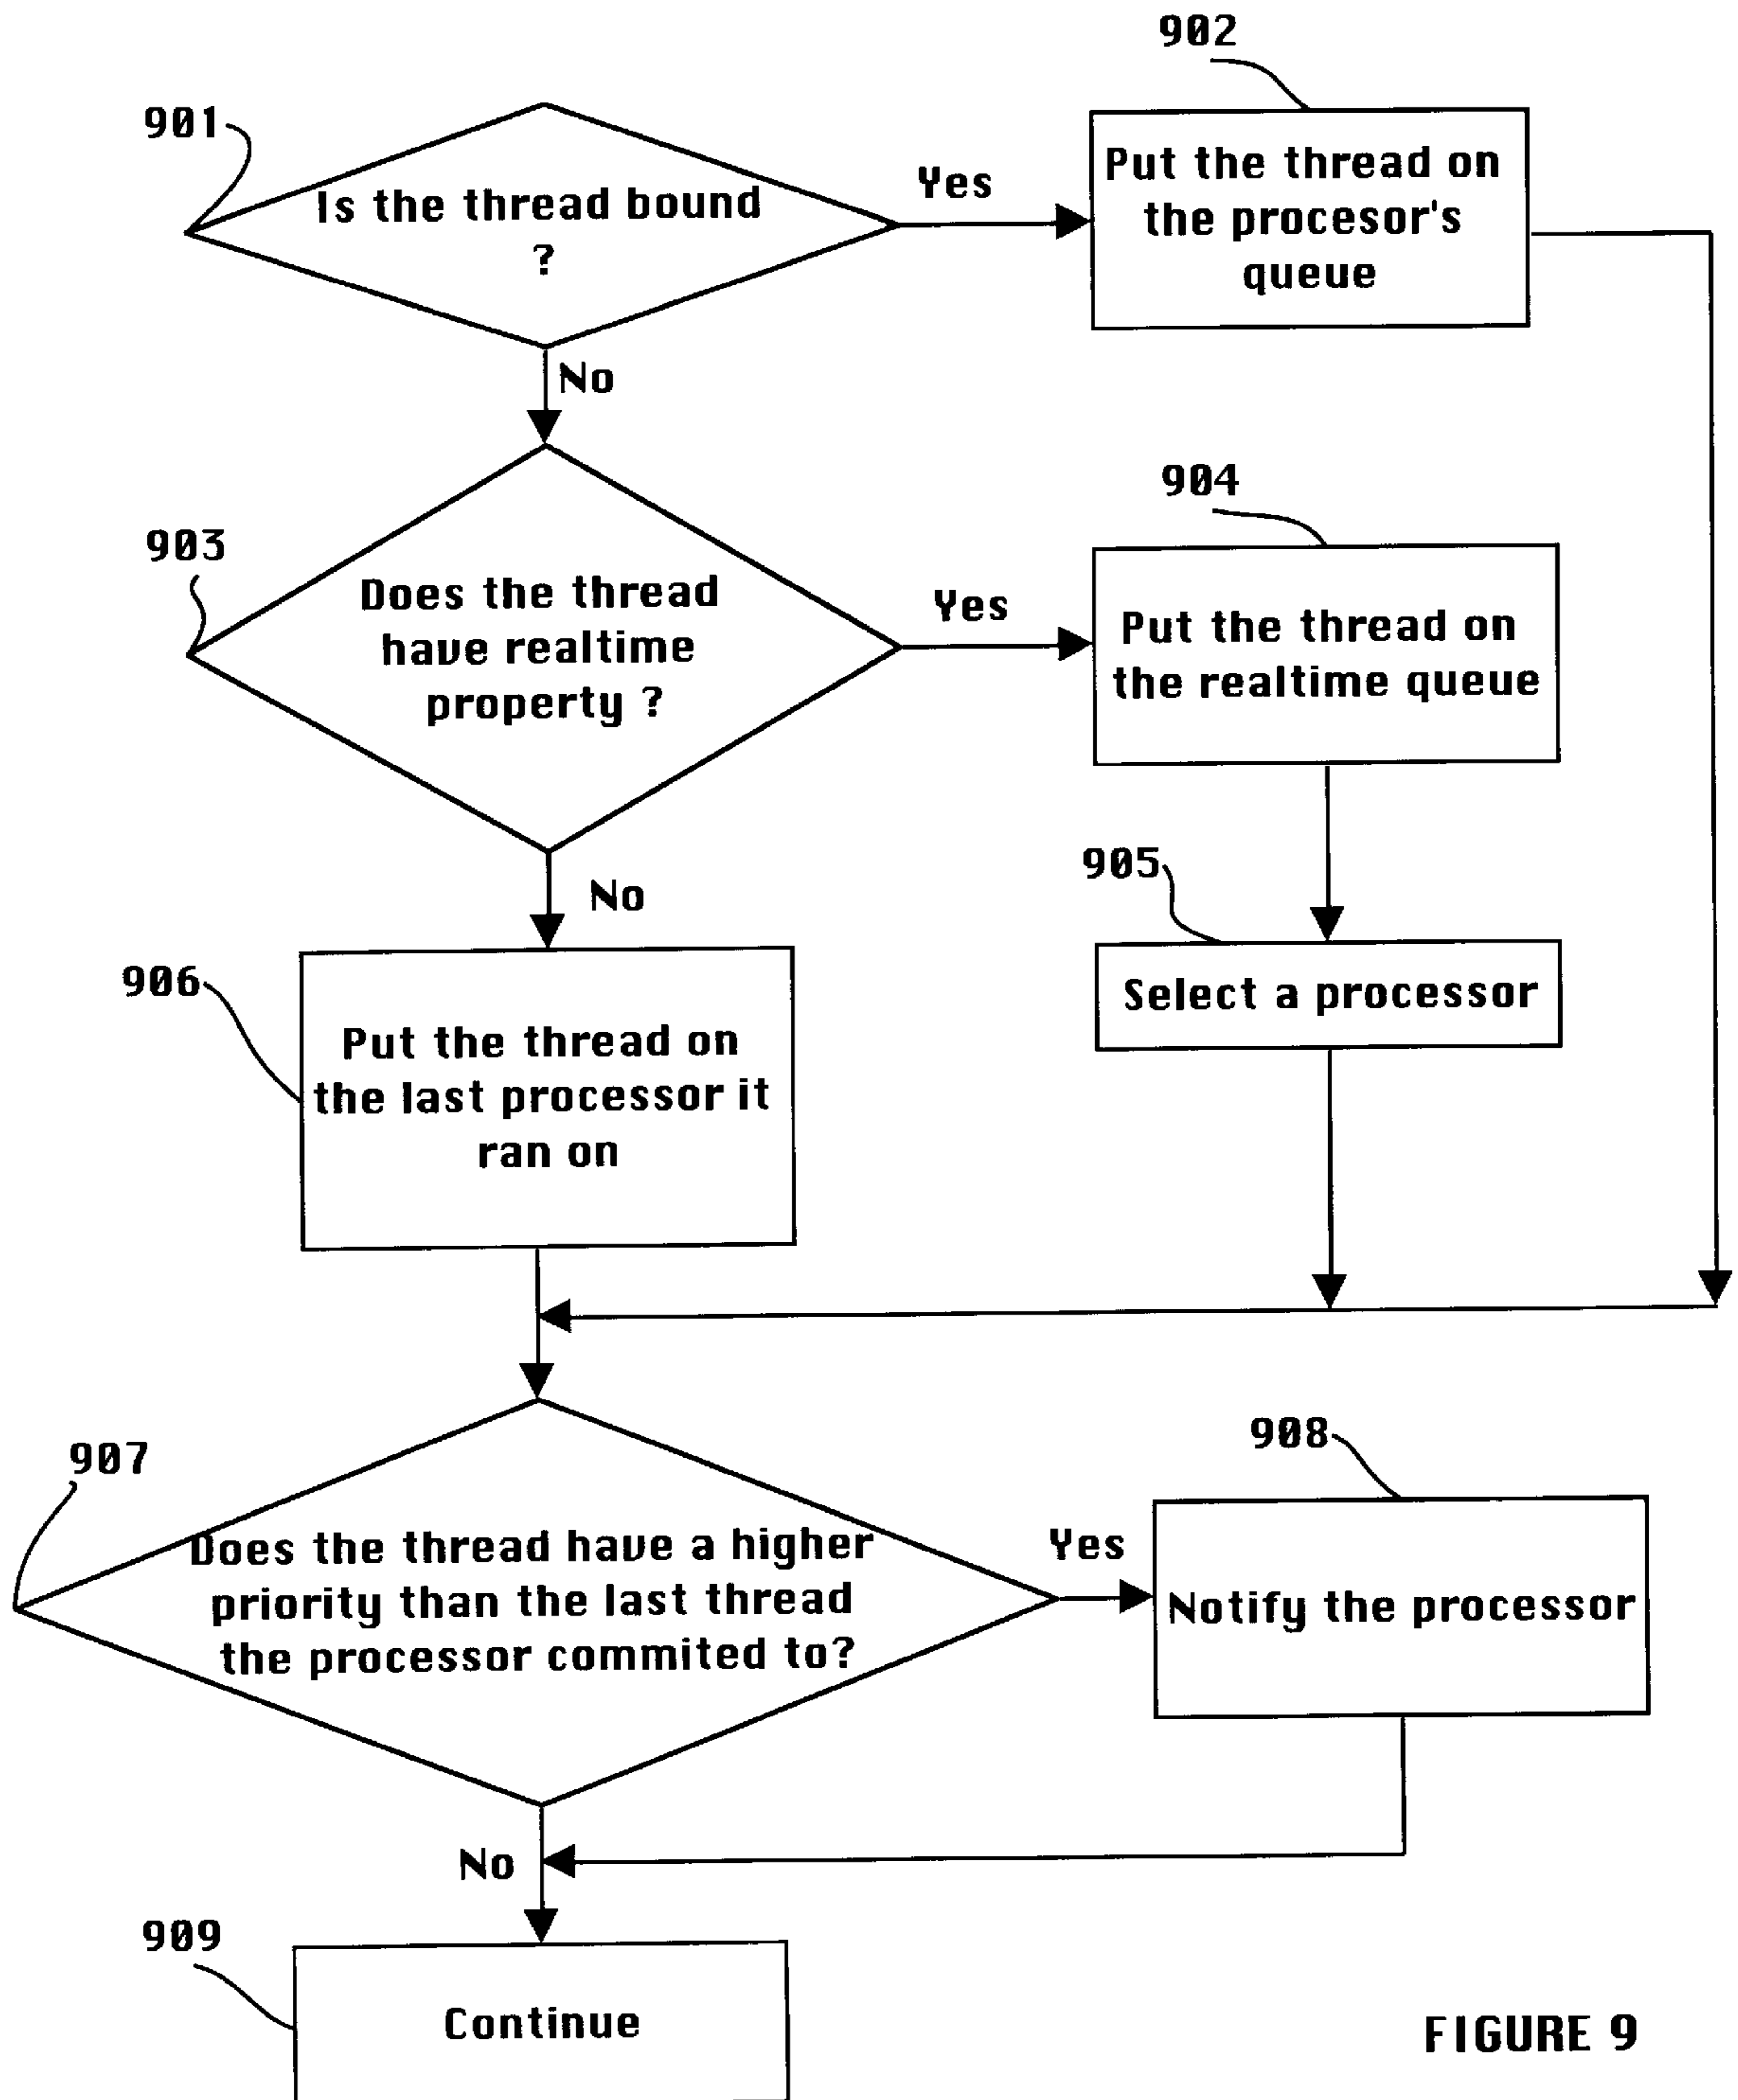 902
901
Is the thread bound
?
Yes
Put the thread on
the procesor's
queue
No
904
903
Does the thread
have realtime
property ?
Yes
Put the thread on
the realtime queue
905
No
Select a processor
906
Put the thread on
the last processor it
ran on
907
908
Does the thread have a higher
priority than the last thread
the processor commited to?
Yes
Notify the processor
No
909
Continue
FIGURE 9